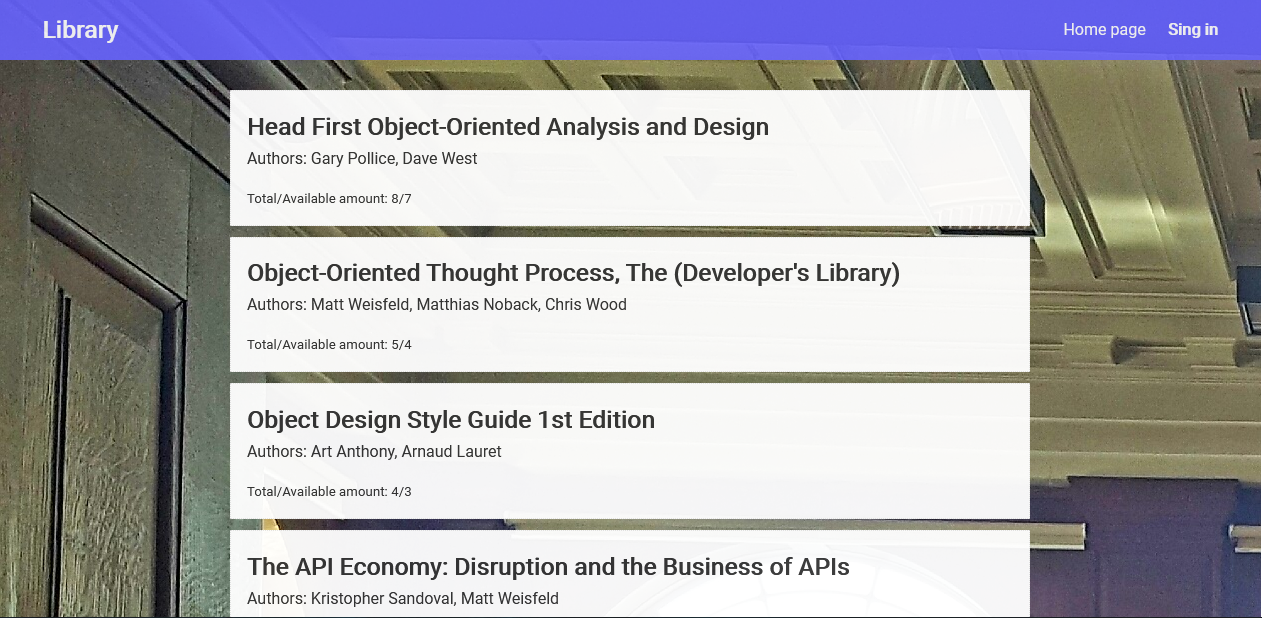 Library
Home page
Sing in
Head First Object-Oriented Analysis and Design
Authors: Gary Pollice, Dave West
Total/Available amount: 8/7
Object-Oriented Thought Process, The (Developer's Library)
Authors: Matt Weisfeld, Matthias Noback, Chris Wood
Total/Available amount: 5/4
Object Design Style Guide 1st Edition
Authors: Art Anthony, Arnaud Lauret
Total/Available amount: 4/3
The API Economy: Disruption and the Business of APIs
Authors: Kristopher Sandoval, Matt Weisfeld